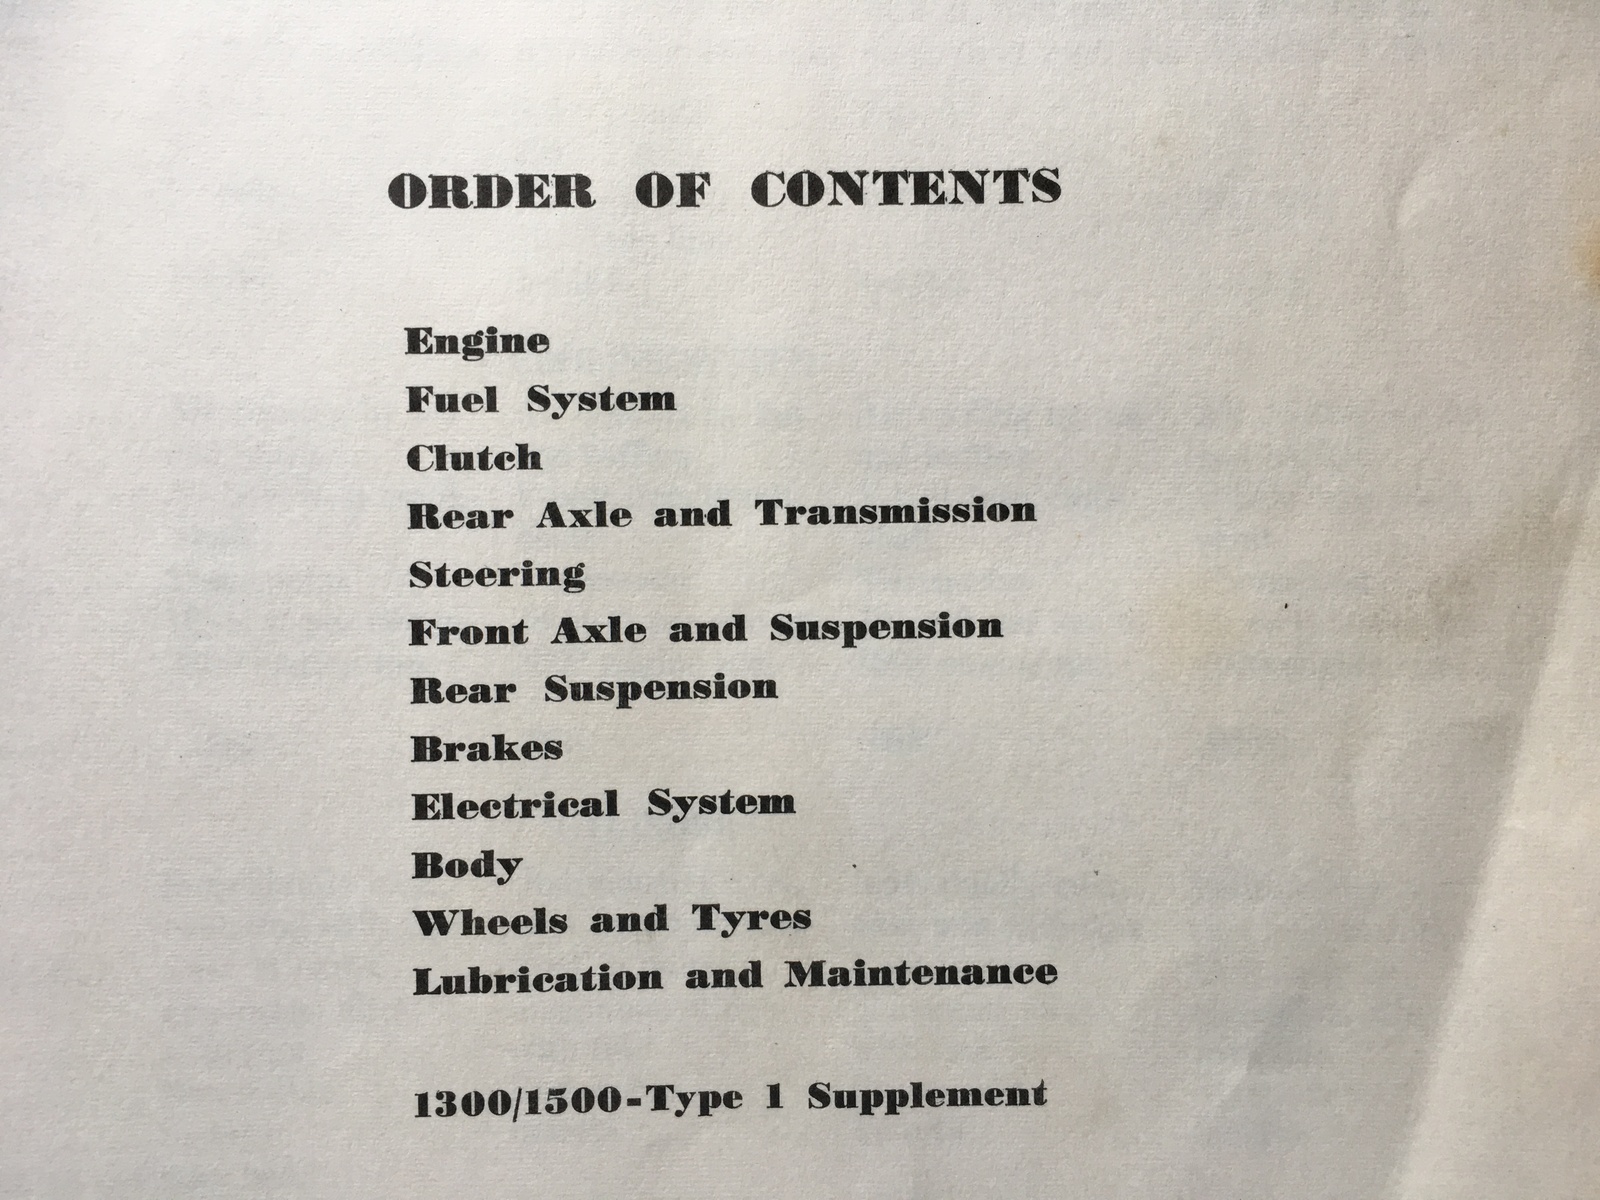 ORDER OF CONTENTS
Engine
Fuel System
Clutch
Rear Axle and Transmission
Steering
Front Axle and Suspension
Rear Suspension
Brakes
Electrical System
Body
Wheels and Tyres
Lubrication and Maintenance
1300/1500-Type 1 Supplement